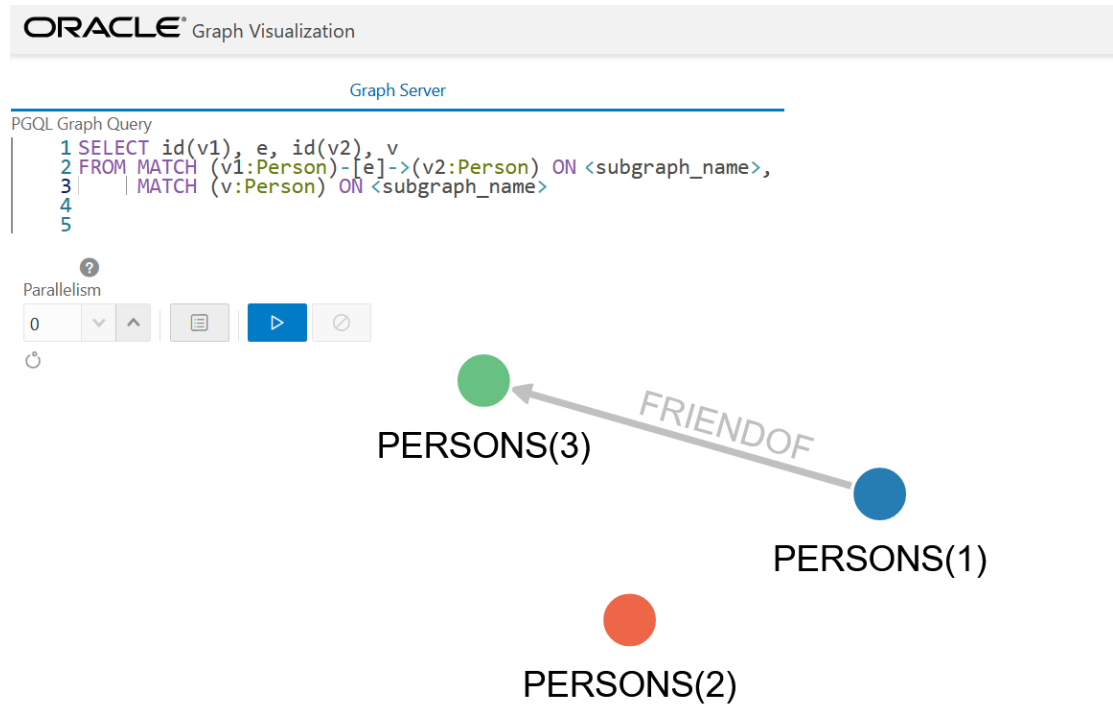 ORACLE® Graph Visualization
Graph Server
PGQL Graph Query
1 SELECT id(v1), e, id(v2), v
2 FROM MATCH (v1:Person)-[e]->(v2:Person) ON <subgraph_name>,
3 MATCH (v:Person) ON <subgraph_name>
4
5
?
Parallelism
0
FRIENDOF
PERSONS(3)
PERSONS(1)
PERSONS(2)